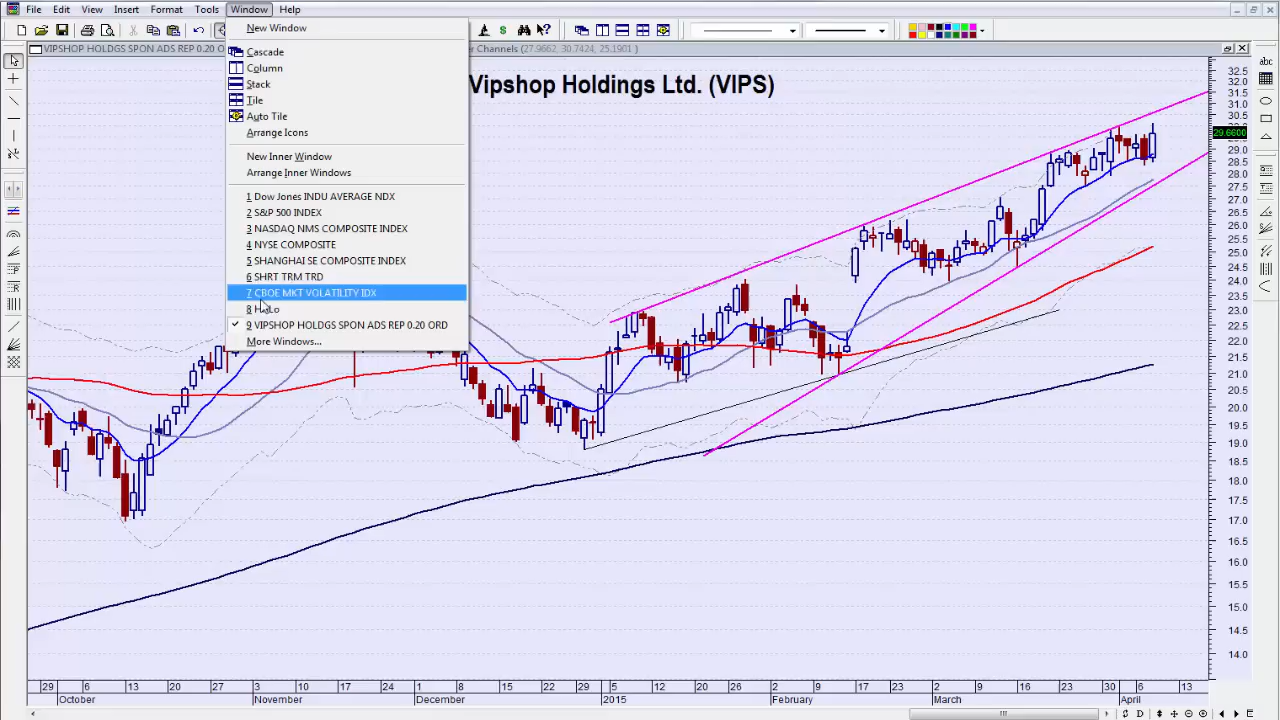 File Edit View Insert Format Tools Window Help
VIPSHOP HOLDGS SPON ADS REP 0.20 O
er Channels (27.9662, 30.7424, 25.1901)
New Window
Cascade
Column
Stack
Tile
Auto Tile
Arrange Icons
New Inner Window
Arrange Inner Windows
1 Dow Jones INDU AVERAGE NDX
2 S&P 500 INDEX
3 NASDAQ NMS COMPOSITE INDEX
4 NYSE COMPOSITE
5 SHANGHAI SE COMPOSITE INDEX
6 SHRT TRM TRD
7 CBOE MKT VOLATILITY IDX
9 VIPSHOP HOLDGS SPON ADS REP 0.20 ORD
More Windows...
Vipshop Holdings Ltd. (VIPS)
abc
32.5
31.5
31.0
30.5
29.6600
29.0
28.5
28.0
27.5
27.0
26.5
26.0
25.5
25.0
24.5
24.0
23.5
23.0
22.5
22.0
21.5
21.0
20.5
20.0
19.5
19.0
18.5
18.0
17.5
17.0
16.5
16.0
15.5
15.0
14.5
14.0
29 6 13 20 27 3 10 17 24 1 8 15 22 29 5 12 20 26 2 9 17 23 2 9 16 23 30 6 13
October November December 2015 February March April